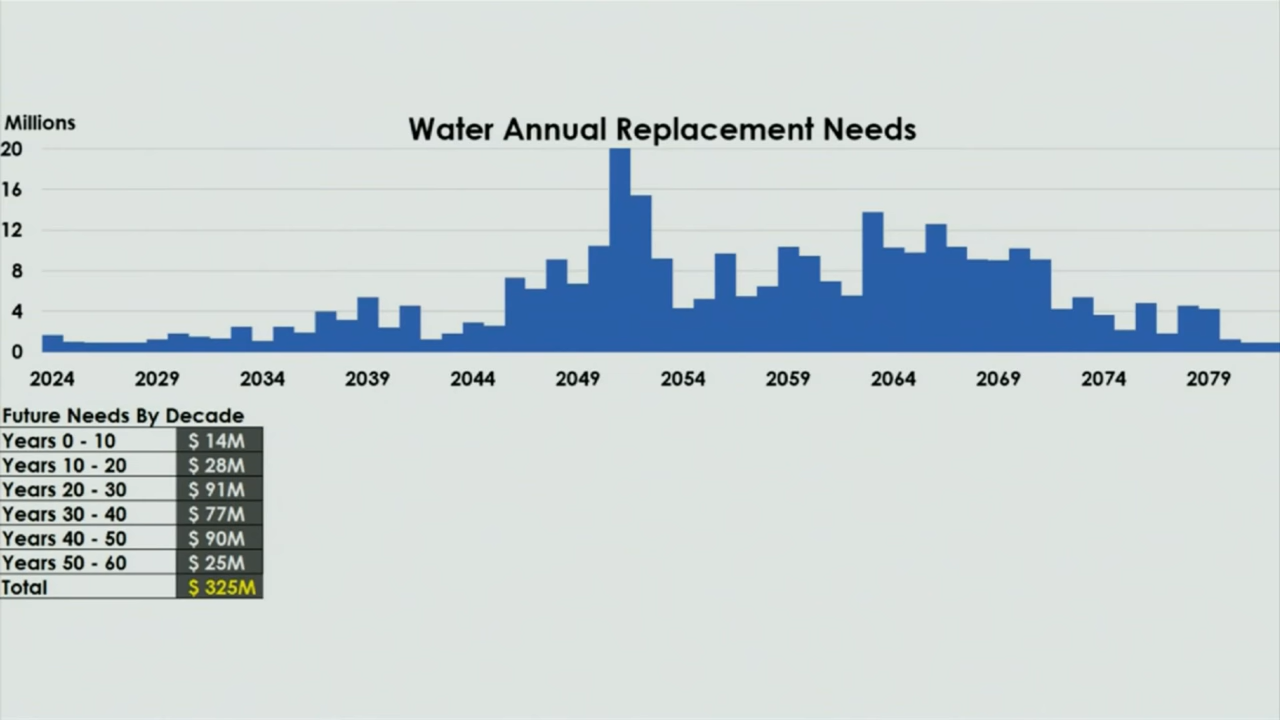 Millions
Water Annual Replacement Needs
20
16
12
8
4
0
2024 2029 2034 2039 2044 2049 2054 2059 2064 2069 2074 2079
Future Needs By Decade
Years 0 - 10 $ 14M
Years 10 - 20 $ 28M
Years 20 - 30 $ 91M
Years 30 - 40 $ 77M
Years 40 - 50 $ 90M
Years 50 - 60 $ 25M
Total $ 325M